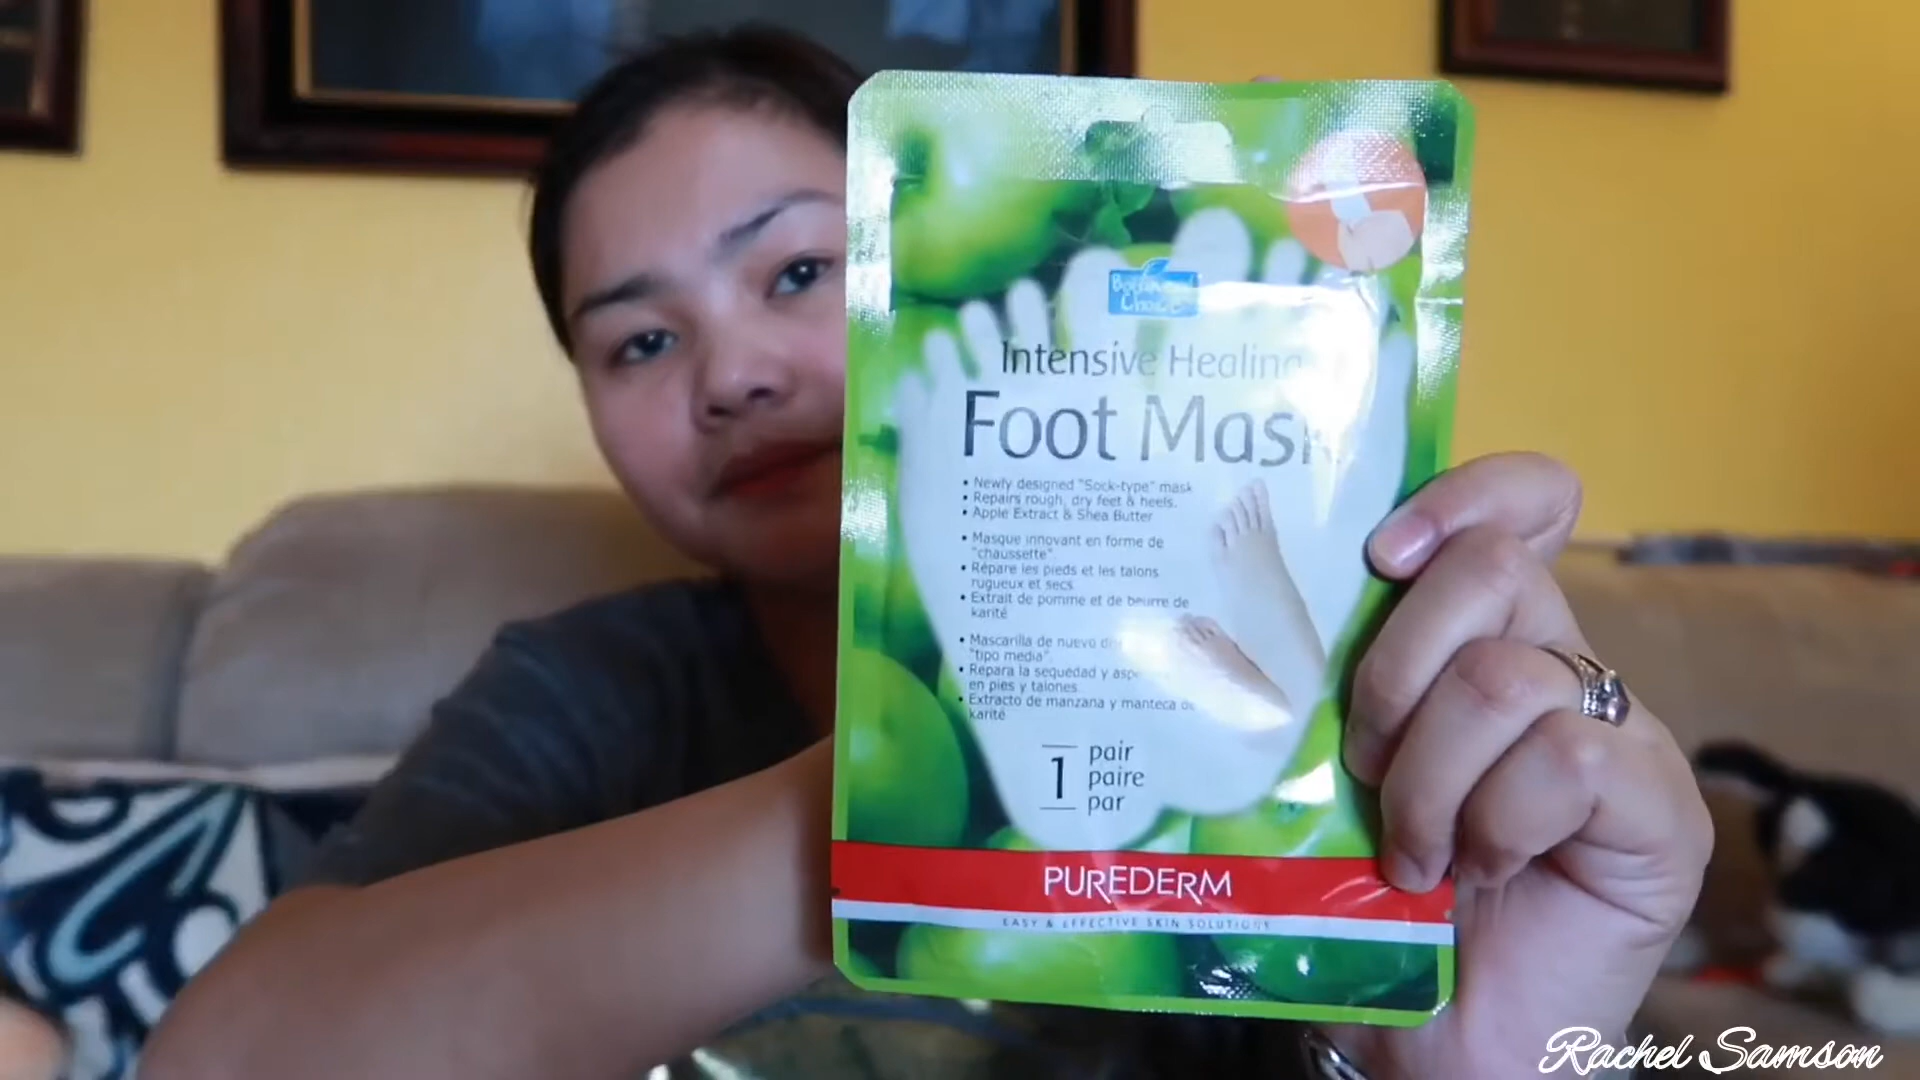 Botanical
Choice
Intensive Healing
Foot Mask
• Newly designed "Sock-type" mask
• Repairs rough, dry feet & heels.
• Apple Extract & Shea Butter
• Masque innovant en forme de
"chaussette"
• Répare les pieds et les talons
rugueux et secs
• Extrait de pomme et de beurre de
karité
• Mascarilla de nuevo
"tipo media".
• Repara la sequedad y
en pies y talones
• Extracto de manzana y manteca de
karité
1
pair
paire
par
PUREDERM
EASY & EFFECTIVE SKIN SOLUTIONS
Rachel Samson